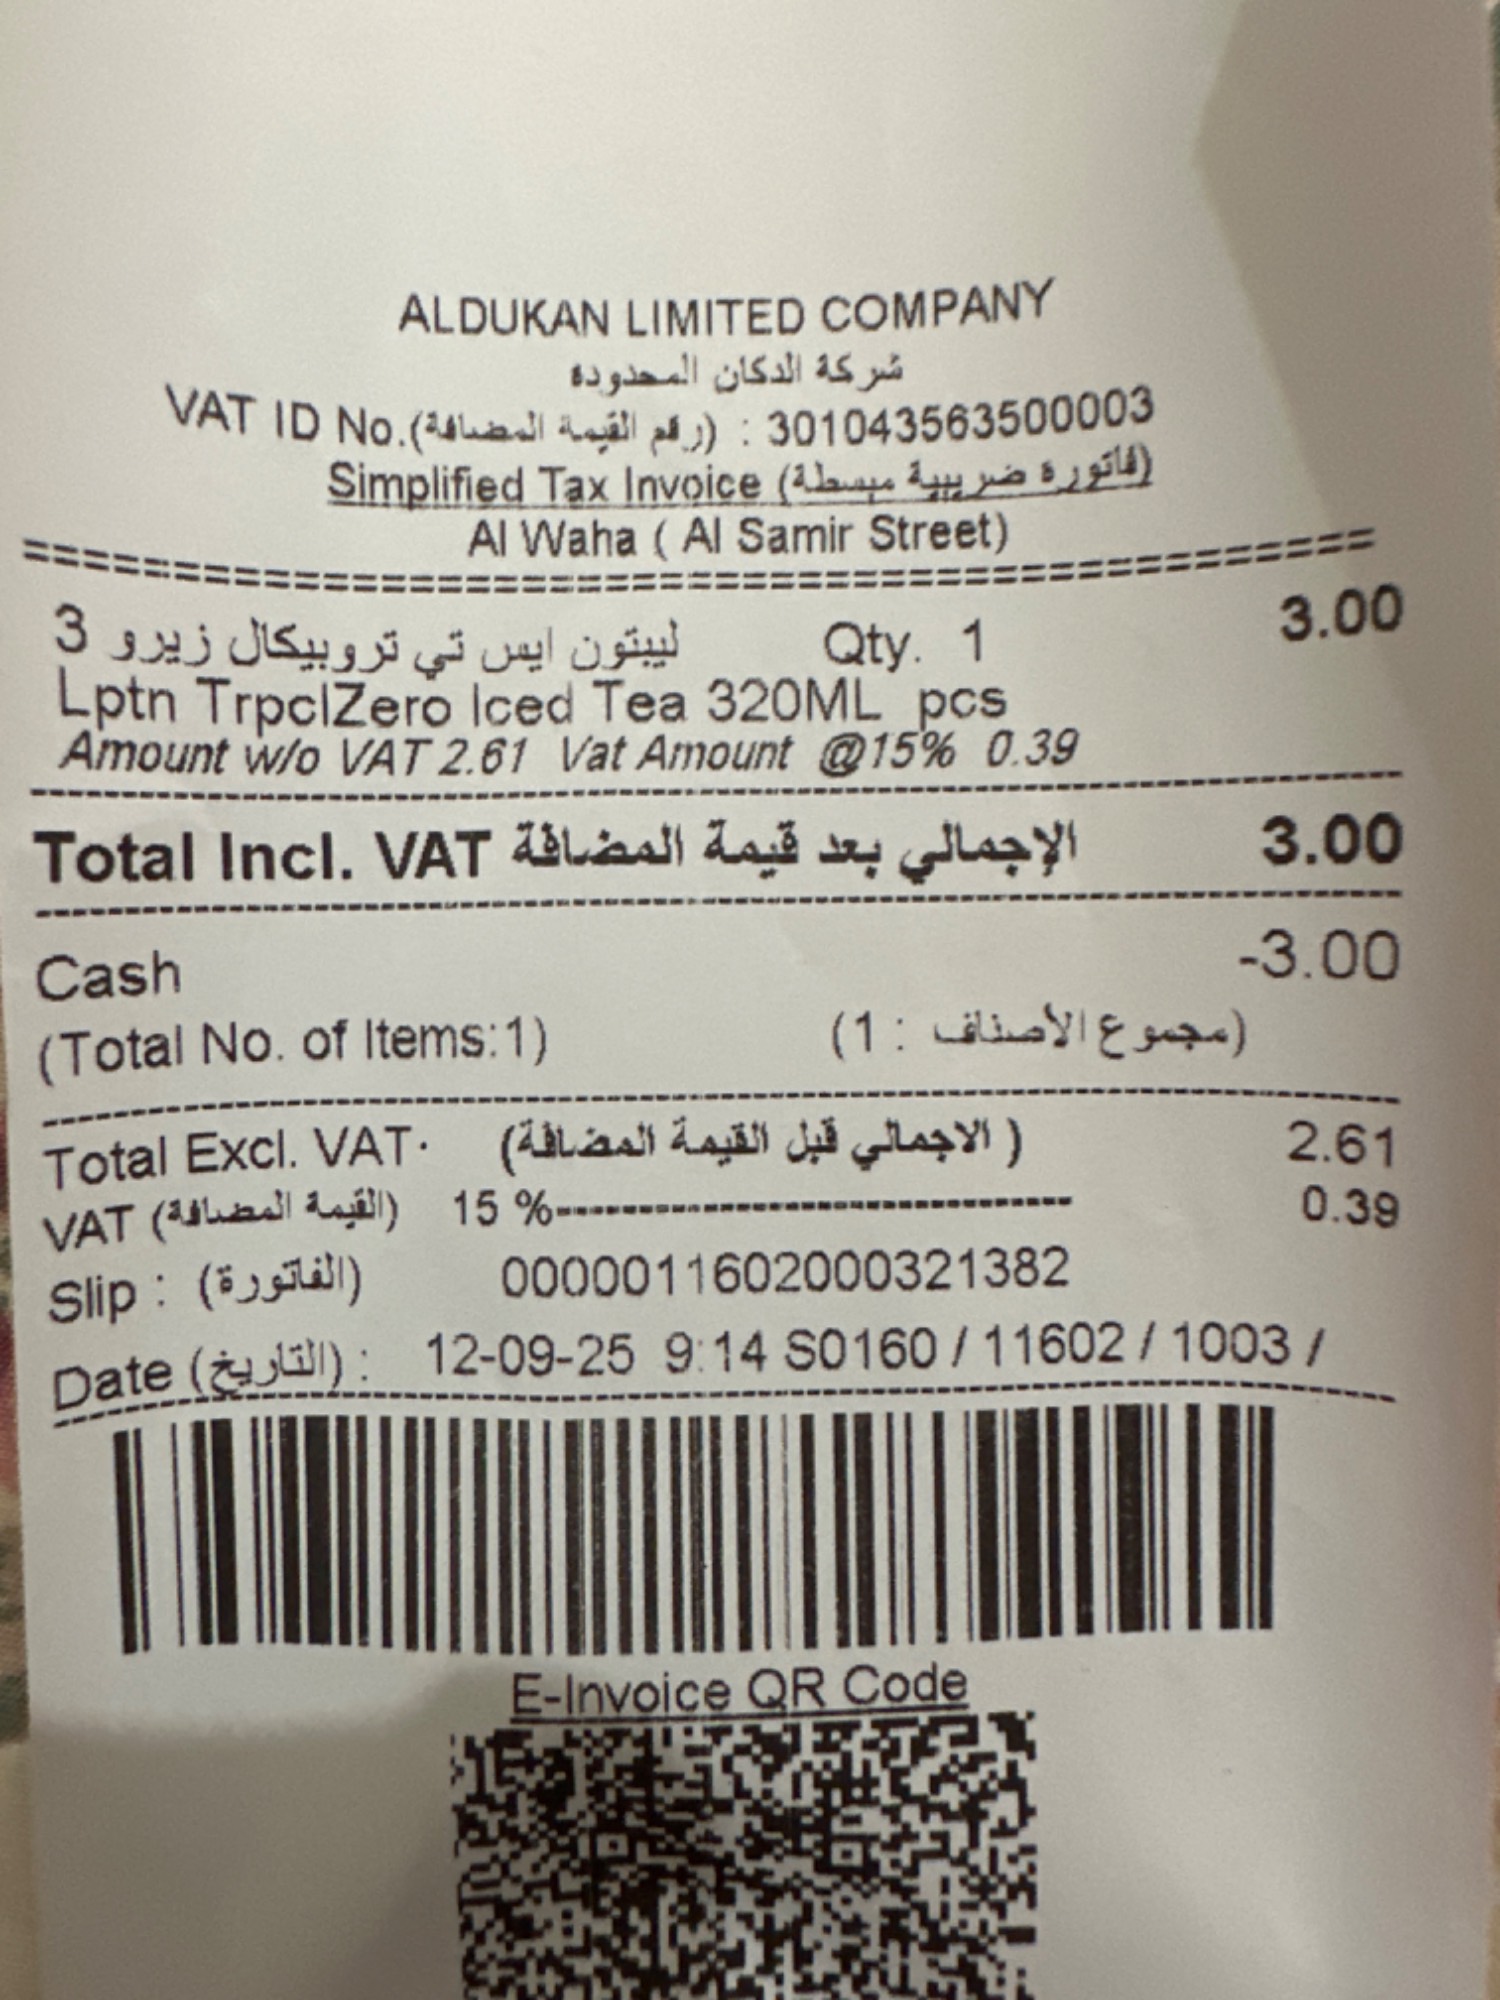 ALDUKAN LIMITED COMPANY
شركة الدكان المحدوده
VAT ID No.(رقم القيمة المضافة) : 301043563500003
Simplified Tax Invoice (فاتورة ضريبية مبسطة)
Al Waha ( Al Samir Street)
ليبتون ايس تي تروبيكال زيرو 3 Qty. 1 3.00
Lptn TrpclZero Iced Tea 320ML pcs
Amount w/o VAT 2.61 Vat Amount @15% 0.39
Total Incl. VAT الإجمالي بعد قيمة المضافة 3.00
Cash -3.00
(Total No. of Items:1) (مجموع الأصناف : 1)
Total Excl. VAT. (الاجمالي قبل القيمة المضافة ) 2.61
VAT (القيمة المضافة) 15 %------------------------------ 0.39
Slip : (الفاتورة) 0000011602000321382
Date (التاريخ) : 12-09-25 9:14 S0160 / 11602 / 1003 /
E-Invoice QR Code